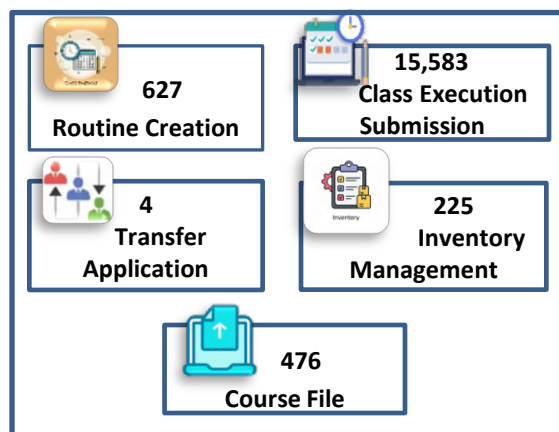 627
Routine Creation
15,583
Class Execution
Submission
4
Transfer
Application
Inventory
225
Inventory
Management
476
Course File